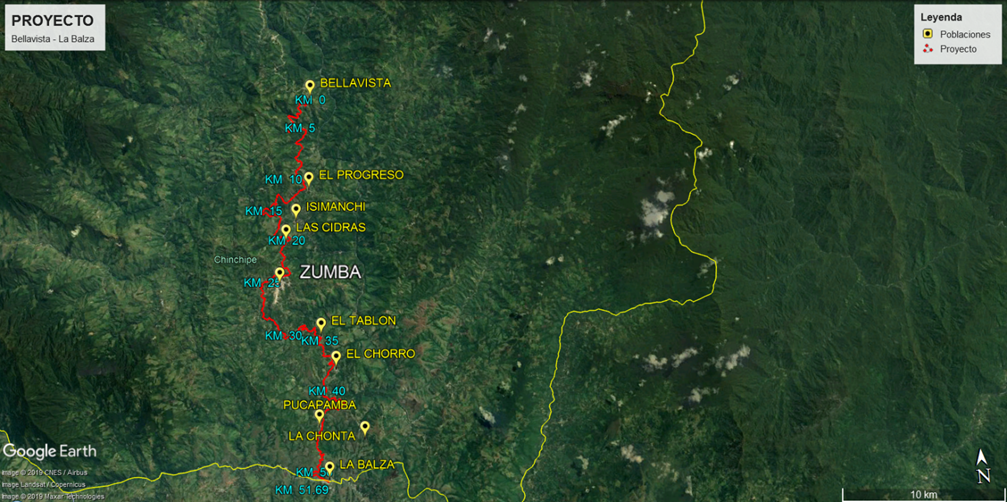 PROYECTO
Bellavista - La Balza
Leyenda
Poblaciones
Proyecto
BELLAVISTA
KM 0
KM 5
EL PROGRESO
KM 10
ISIMANCHI
KM 15
LAS CIDRAS
KM 20
Chinchipe
ZUMBA
KM 25
EL TABLON
KM 30
KM 35
EL CHORRO
KM 40
PUCAPAMBA
LA CHONTA
LA BALZA
KM 51.69
Google Earth
Image © 2019 CNES / Airbus
Image Landsat / Copernicus
Image © 2019 Maxar Technologies
N
10 km